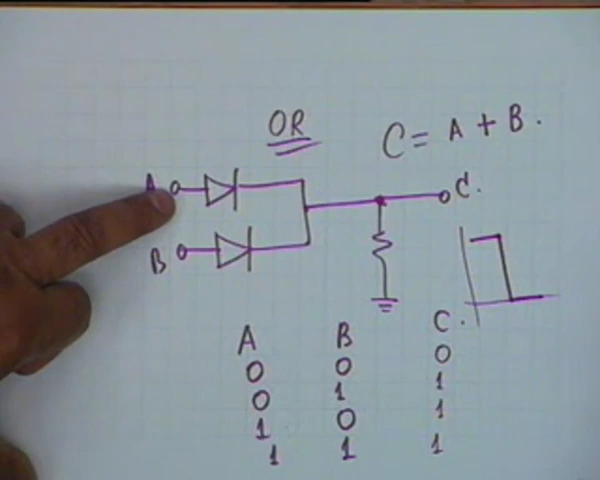 OR
C = A + B.
A
C.
B
A B C.
0 0 0
0 1 1
1 0 1
1 1 1